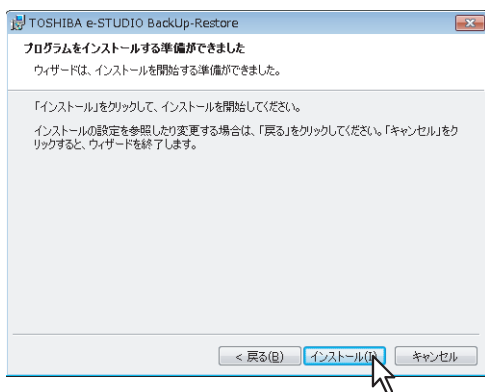 TOSHIBA e-STUDIO BackUp-Restore
プログラムをインストールする準備ができました
ウィザードは、インストールを開始する準備ができました。
「インストール」をクリックして、インストールを開始してください。
インストールの設定を参照したり変更する場合は、「戻る」をクリックしてください。「キャンセル」をク
リックすると、ウィザードを終了します。
< 戻る(B) インストール(I) キャンセル